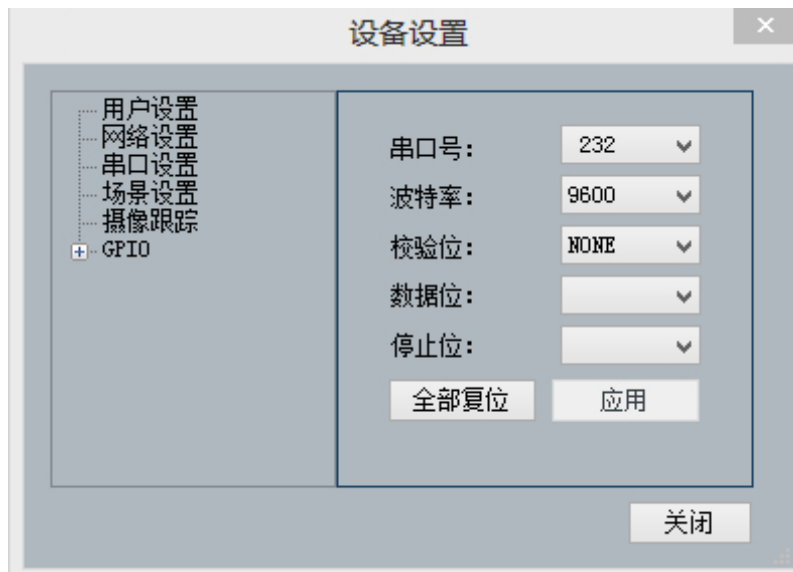 设备设置
用户设置
网络设置
串口设置
场景设置
摄像跟踪
GPIO
串口号: 232
波特率: 9600
校验位: NONE
数据位:
停止位:
全部复位 应用
关闭